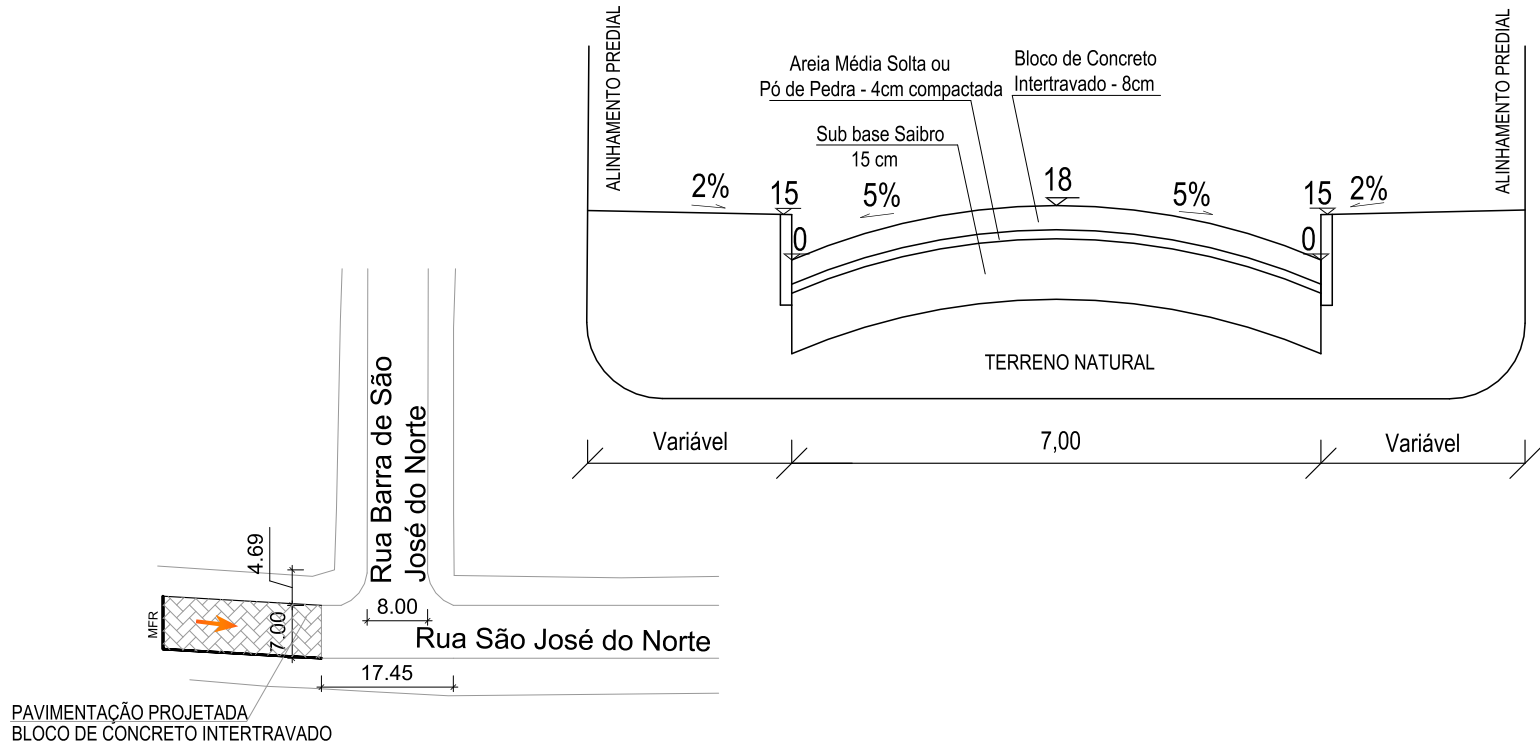 ALINHAMENTO PREDIAL
ALINHAMENTO PREDIAL
Areia Média Solta ou
Pó de Pedra - 4cm compactada
Bloco de Concreto
Intertravado - 8cm
Sub base Saibro
15 cm
2%
15
5%
18
5%
15
2%
0
0
TERRENO NATURAL
Variável
7,00
Variável
Rua Barra de São
José do Norte
4.69
MFR
7.00
8.00
Rua São José do Norte
17.45
PAVIMENTAÇÃO PROJETADA
BLOCO DE CONCRETO INTERTRAVADO